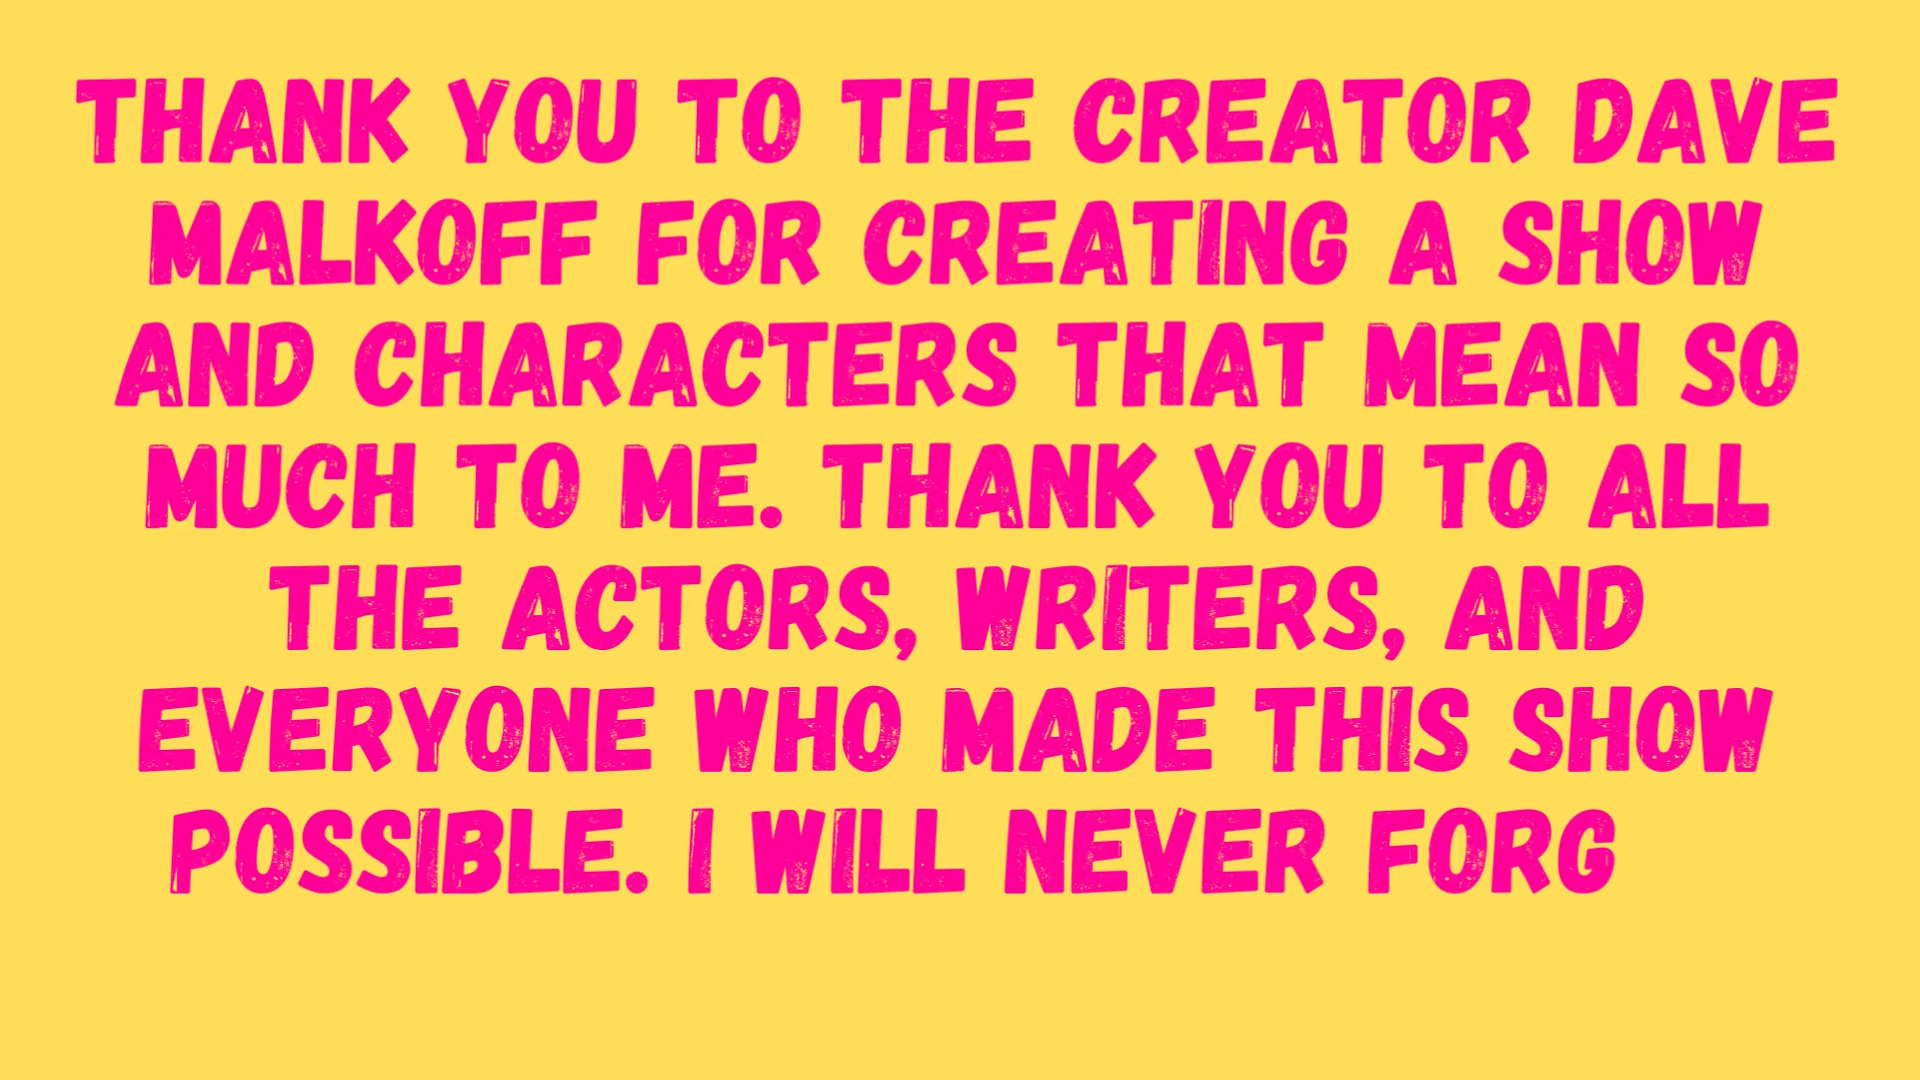 THANK YOU TO THE CREATOR DAVE
MALKOFF FOR CREATING A SHOW
AND CHARACTERS THAT MEAN SO
MUCH TO ME. THANK YOU TO ALL
THE ACTORS, WRITERS, AND
EVERYONE WHO MADE THIS SHOW
POSSIBLE. I WILL NEVER FORG